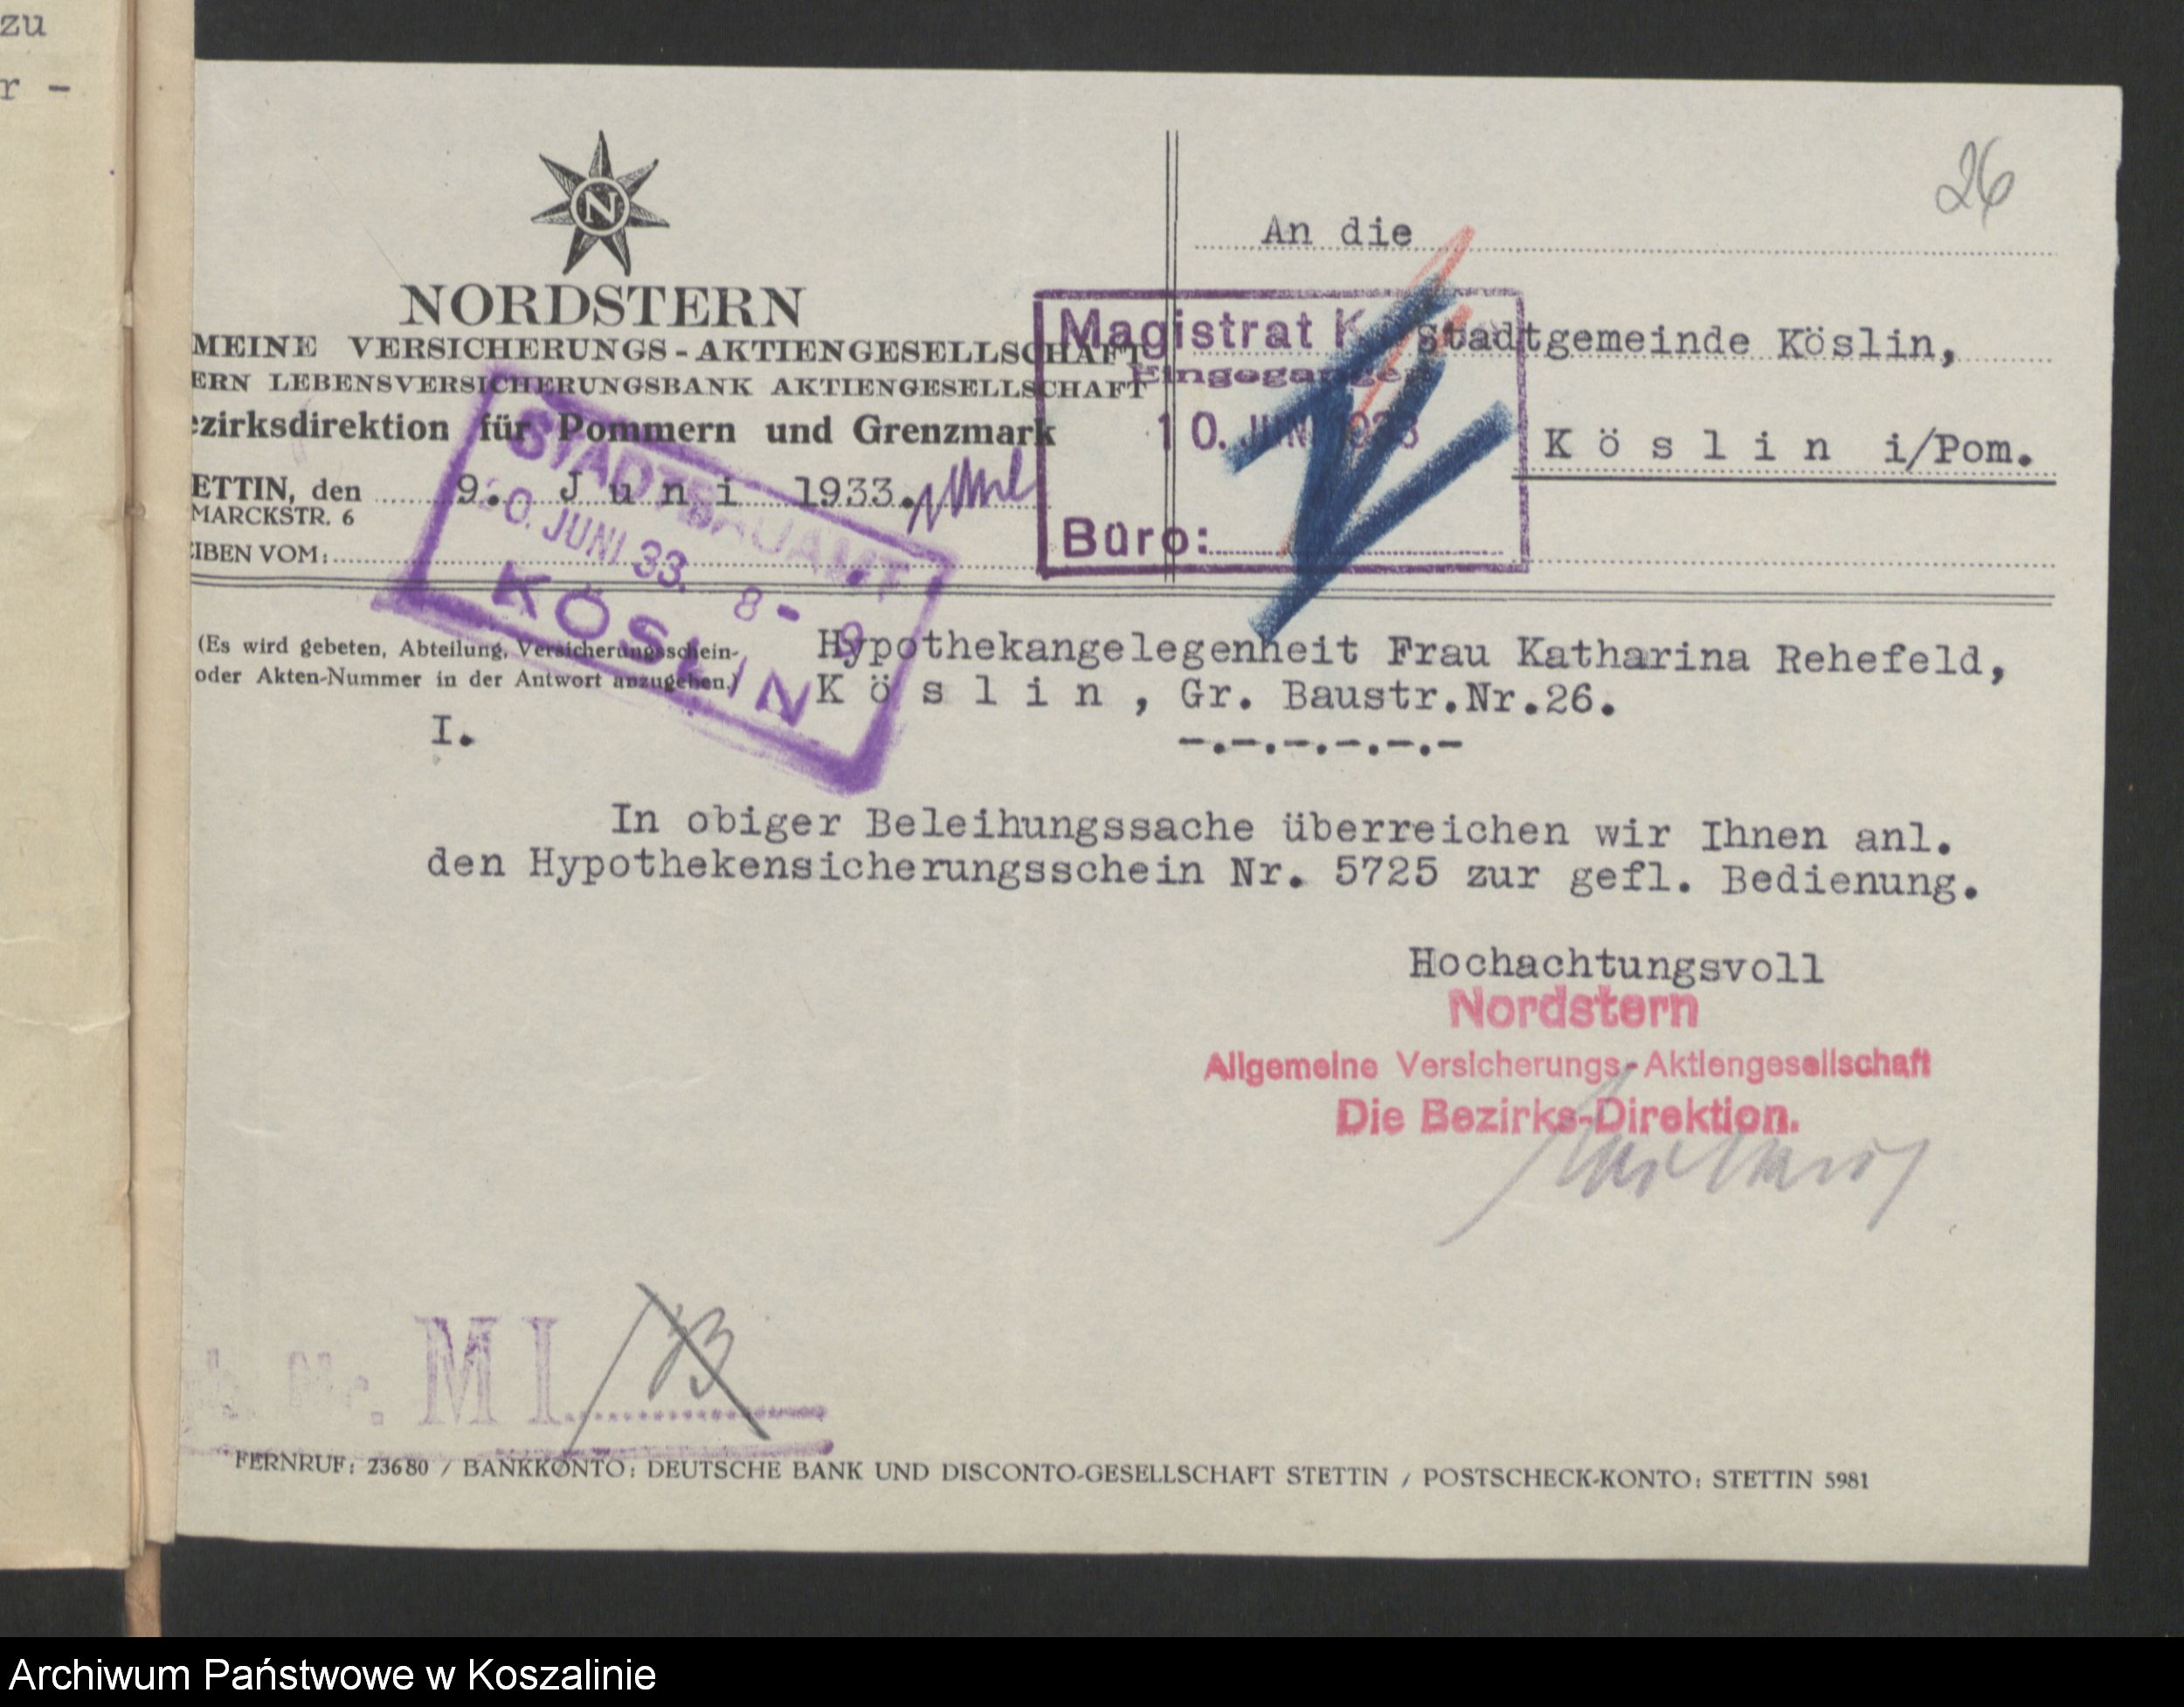 zu
r -
26
N
NORDSTERN
MEINE VERSICHERUNGS-AKTIENGESELLSCHAFT
ERN LEBENSVERSICHERUNGSBANK AKTIENGESELLSCHAFT
ezirksdirektion für Pommern und Grenzmark
ETTIN, den 9. Juni 1933.
MARCKSTR. 6
EIBEN VOM:
An die
Stadtgemeinde Köslin,
Köslin i/Pom.
Magistrat
Eingegange
10. JUNI 1933
Büro:
STADTBAUAMT
10. JUNI 33. 8-9
KÖSLIN
(Es wird gebeten, Abteilung, Versicherungsschein-
oder Akten-Nummer in der Antwort anzugeben.)
I.
Hypothekangelegenheit Frau Katharina Rehefeld,
Köslin, Gr. Baustr.Nr.26.
-.-.-.-.-.-
In obiger Beleihungssache überreichen wir Ihnen anl.
den Hypothekensicherungsschein Nr. 5725 zur gefl. Bedienung.
Hochachtungsvoll
Nordstern
Allgemeine Versicherungs-Aktiengesellschaft
Die Bezirks-Direktion.
Nr. M I
FERNRUF: 23680 / BANKKONTO: DEUTSCHE BANK UND DISCONTO-GESELLSCHAFT STETTIN / POSTSCHECK-KONTO: STETTIN 5981
Archiwum Państwowe w Koszalinie